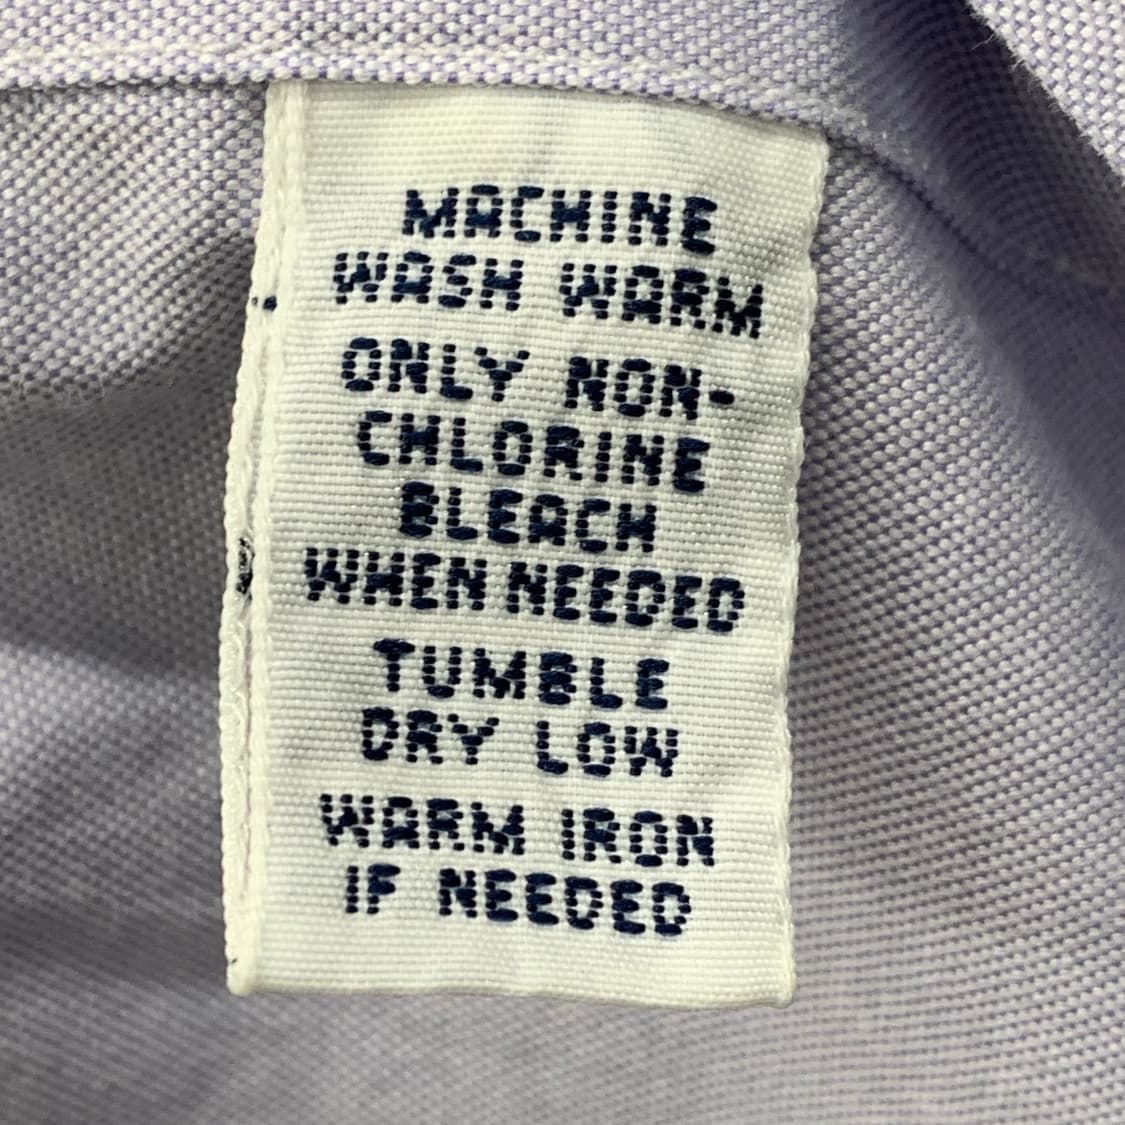 MACHINE
WASH WARM
ONLY NON-
CHLORINE
BLEACH
WHEN NEEDED
TUMBLE
DRY LOW
WARM IRON
IF NEEDED